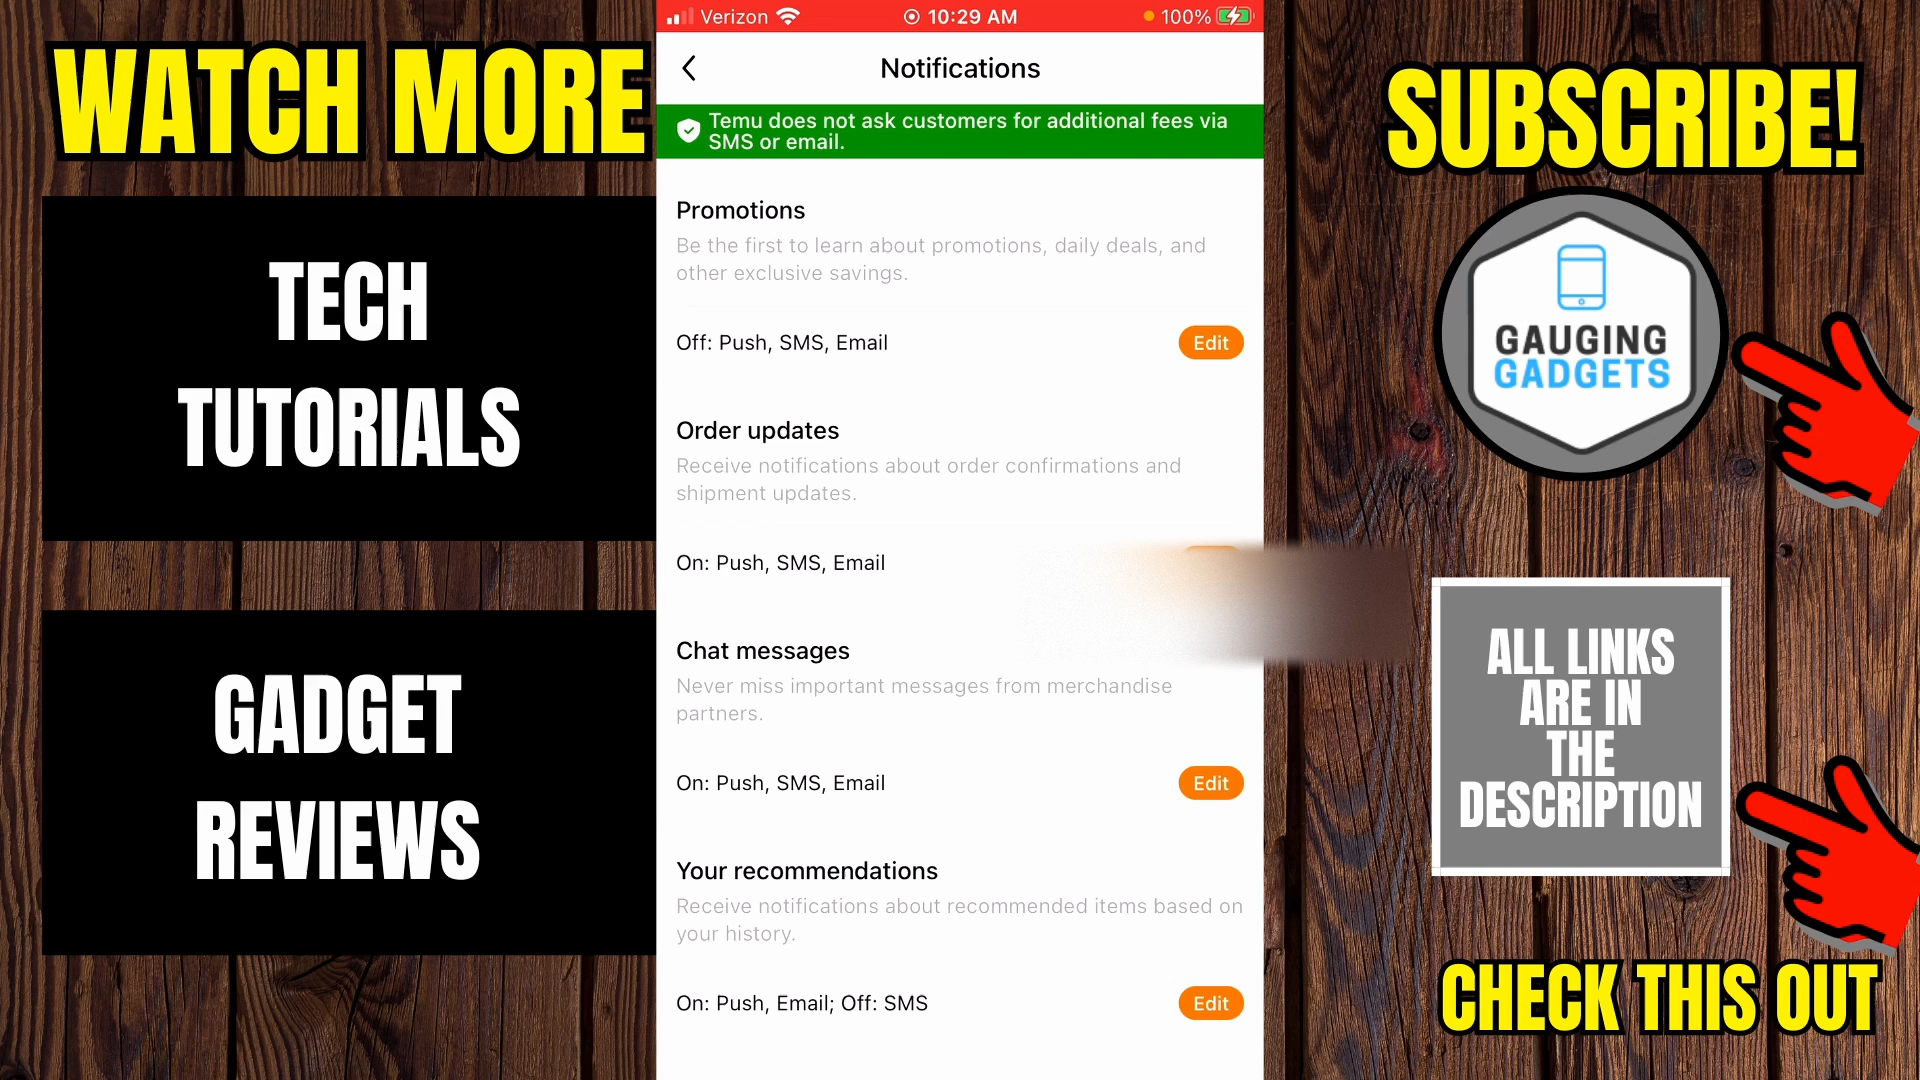 WATCH MORE
TECH
TUTORIALS
GADGET
REVIEWS
Verizon
10:29 AM
100%
Notifications
Temu does not ask customers for additional fees via
SMS or email.
Promotions
Be the first to learn about promotions, daily deals, and
other exclusive savings.
Off: Push, SMS, Email
Edit
Order updates
Receive notifications about order confirmations and
shipment updates.
On: Push, SMS, Email
Chat messages
Never miss important messages from merchandise
partners.
On: Push, SMS, Email
Edit
Your recommendations
Receive notifications about recommended items based on
your history.
On: Push, Email; Off: SMS
Edit
SUBSCRIBE!
GAUGING
GADGETS
ALL LINKS
ARE IN
THE
DESCRIPTION
CHECK THIS OUT